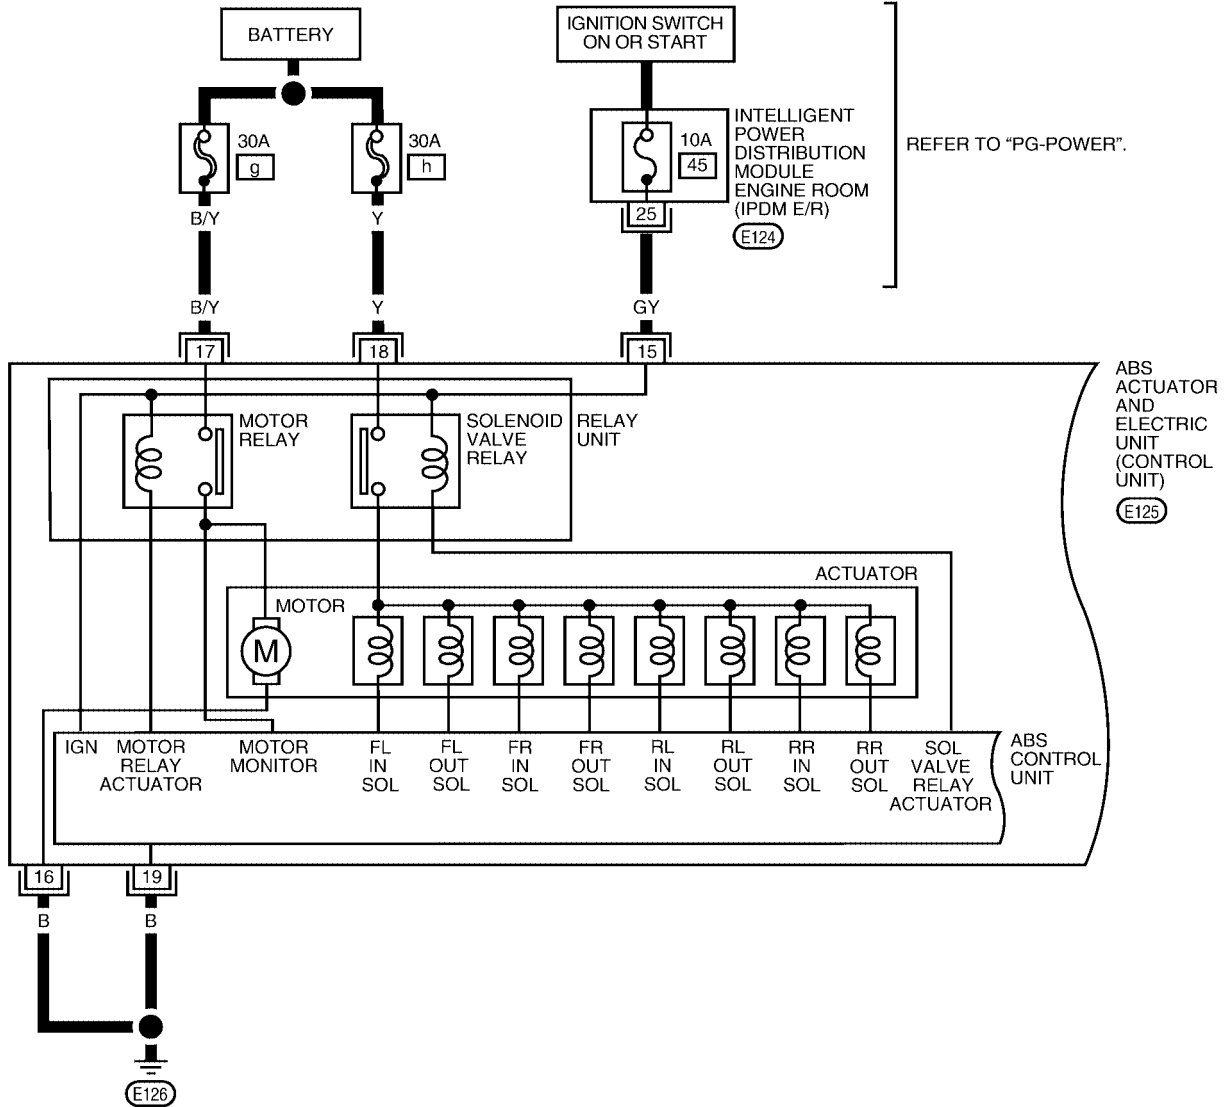 BATTERY
IGNITION SWITCH
ON OR START
30A
g
30A
h
10A
45
25
INTELLIGENT
POWER
DISTRIBUTION
MODULE
ENGINE ROOM
(IPDM E/R)
E124
REFER TO “PG-POWER”.
B/Y
Y
B/Y
Y
GY
17
18
15
MOTOR
RELAY
SOLENOID
VALVE
RELAY
RELAY
UNIT
ABS
ACTUATOR
AND
ELECTRIC
UNIT
(CONTROL
UNIT)
E125
ACTUATOR
MOTOR
M
IGN
MOTOR
RELAY
ACTUATOR
MOTOR
MONITOR
FL
IN
SOL
FL
OUT
SOL
FR
IN
SOL
FR
OUT
SOL
RL
IN
SOL
RL
OUT
SOL
RR
IN
SOL
RR
OUT
SOL
SOL
VALVE
RELAY
ACTUATOR
ABS
CONTROL
UNIT
16
19
B
B
E126